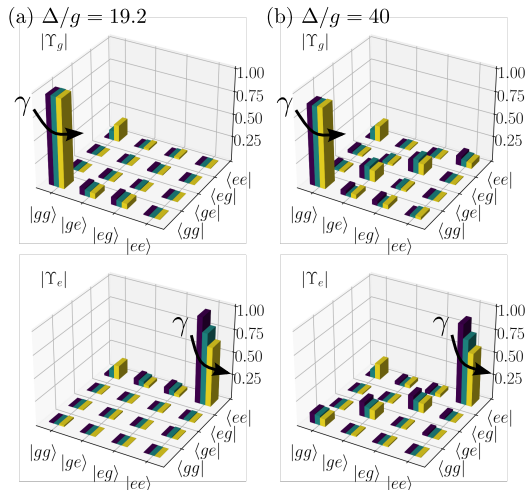 (a) Δ/g = 19.2
(b) Δ/g = 40
|Υ_g|
1.00
0.75
0.50
0.25
γ
|gg⟩
|ge⟩
|eg⟩
|ee⟩
⟨gg|
⟨ge|
⟨eg|
⟨ee|
|Υ_g|
1.00
0.75
0.50
0.25
γ
|gg⟩
|ge⟩
|eg⟩
|ee⟩
⟨gg|
⟨ge|
⟨eg|
⟨ee|
|Υ_e|
1.00
0.75
0.50
0.25
γ
|gg⟩
|ge⟩
|eg⟩
|ee⟩
⟨gg|
⟨ge|
⟨eg|
⟨ee|
|Υ_e|
1.00
0.75
0.50
0.25
γ
|gg⟩
|ge⟩
|eg⟩
|ee⟩
⟨gg|
⟨ge|
⟨eg|
⟨ee|